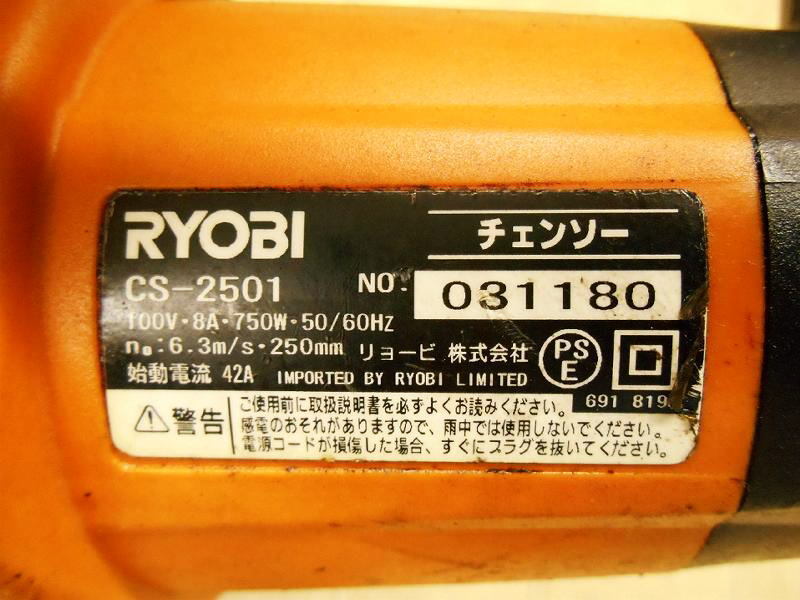 RYOBI
チェンソー
CS-2501
NO. 031180
100V・8A・750W・50/60HZ
n₀:6.3m/s・250mm リョービ 株式会社
PS
E
始動電流 42A IMPORTED BY RYOBI LIMITED
691
警告
ご使用前に取扱説明書を必ずよくお読みください。
感電のおそれがありますので、雨中では使用しないでください。
電源コードが損傷した場合、すぐにプラグを抜いてください。